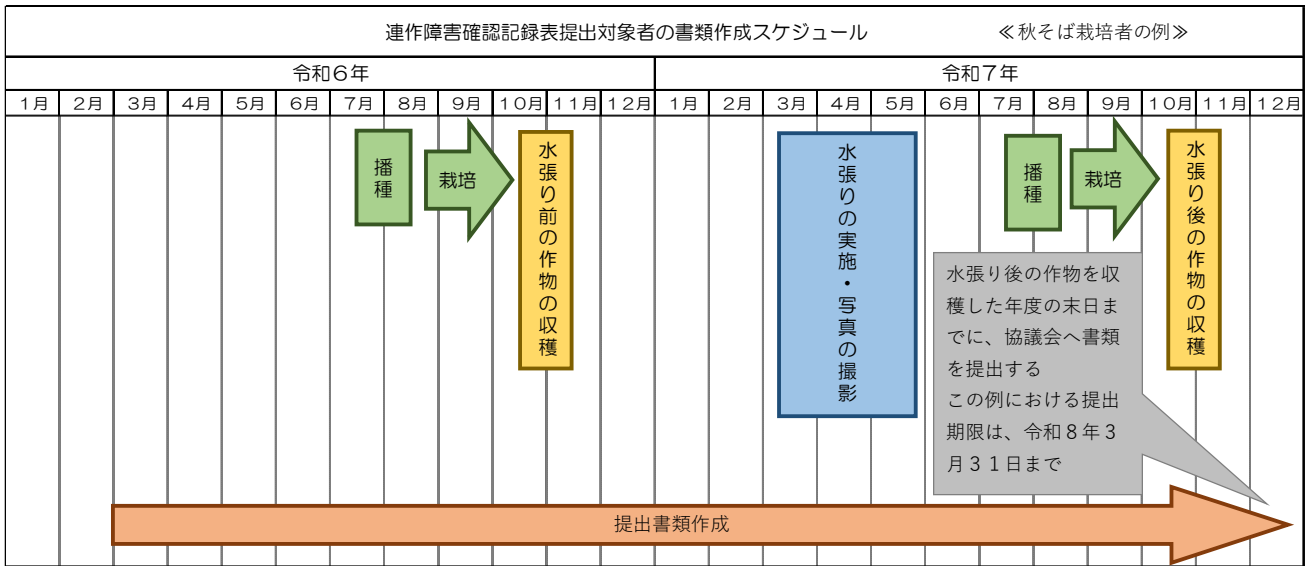 連作障害確認記録表提出対象者の書類作成スケジュール ≪秋そば栽培者の例≫
令和6年 令和7年
1月 2月 3月 4月 5月 6月 7月 8月 9月 10月 11月 12月 1月 2月 3月 4月 5月 6月 7月 8月 9月 10月 11月 12月
播種
栽培
水張り前の作物の収穫
水張りの実施・写真の撮影
播種
栽培
水張り後の作物の収穫
水張り後の作物を収
穫した年度の末日ま
でに、協議会へ書類
を提出する
この例における提出
期限は、令和8年3
月31日まで
提出書類作成